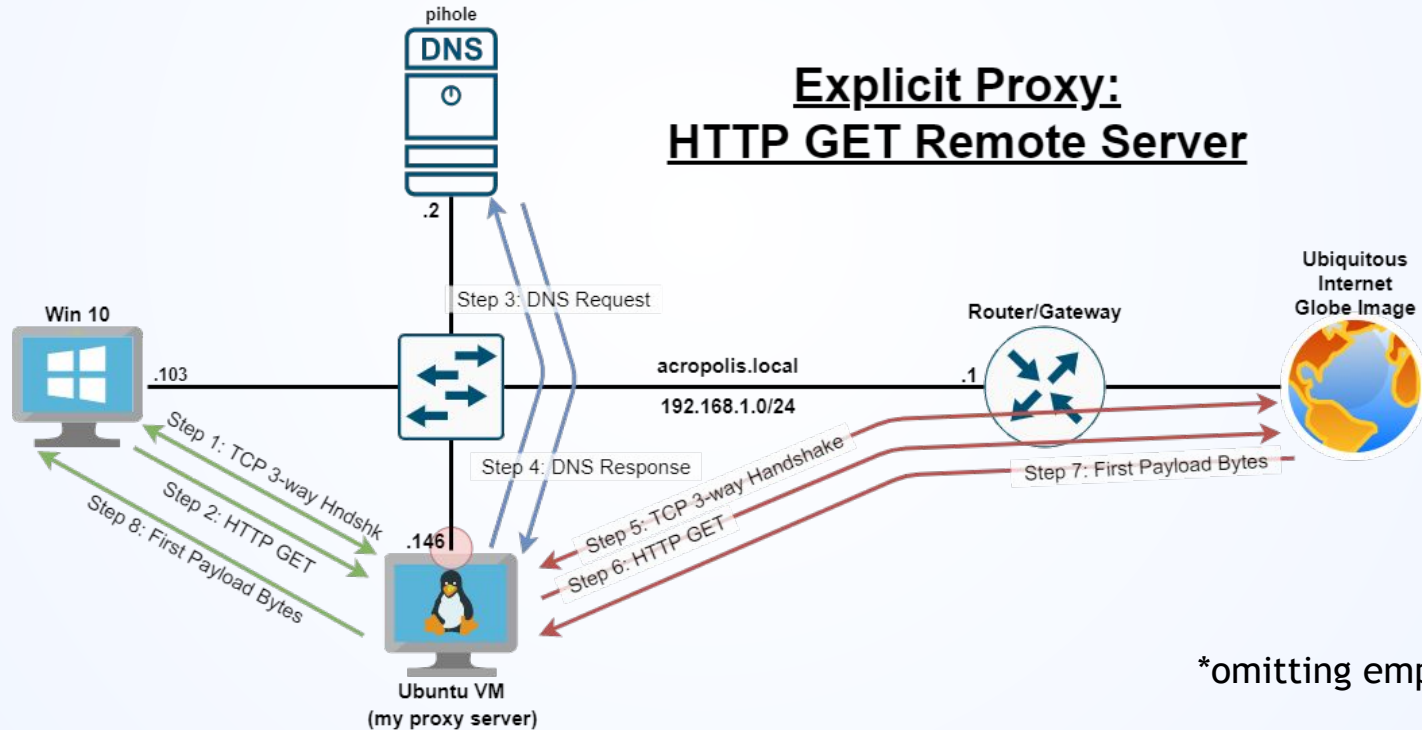 pihole
DNS
Explicit Proxy:
HTTP GET Remote Server
.2
Step 3: DNS Request
Ubiquitous
Internet
Globe Image
Win 10
Router/Gateway
.103
acropolis.local
.1
192.168.1.0/24
Step 1: TCP 3-way Hndshk
Step 2: HTTP GET
Step 8: First Payload Bytes
Step 4: DNS Response
Step 5: TCP 3-way Handshake
Step 6: HTTP GET
Step 7: First Payload Bytes
.146
Ubuntu VM
(my proxy server)
*omitting